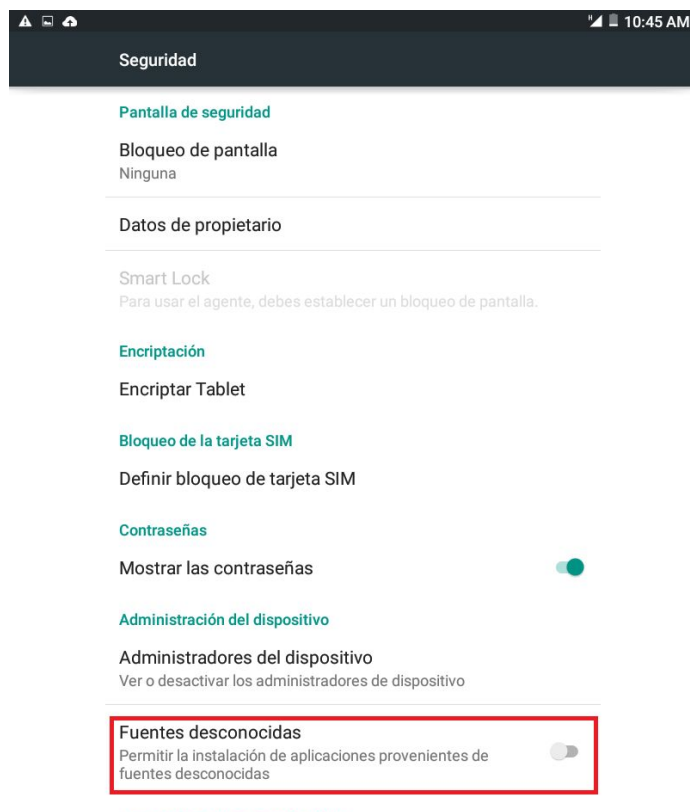 10:45 AM
Seguridad
Pantalla de seguridad
Bloqueo de pantalla
Ninguna
Datos de propietario
Smart Lock
Para usar el agente, debes establecer un bloqueo de pantalla.
Encriptación
Encriptar Tablet
Bloqueo de la tarjeta SIM
Definir bloqueo de tarjeta SIM
Contraseñas
Mostrar las contraseñas
Administración del dispositivo
Administradores del dispositivo
Ver o desactivar los administradores de dispositivo
Fuentes desconocidas
Permitir la instalación de aplicaciones provenientes de
fuentes desconocidas